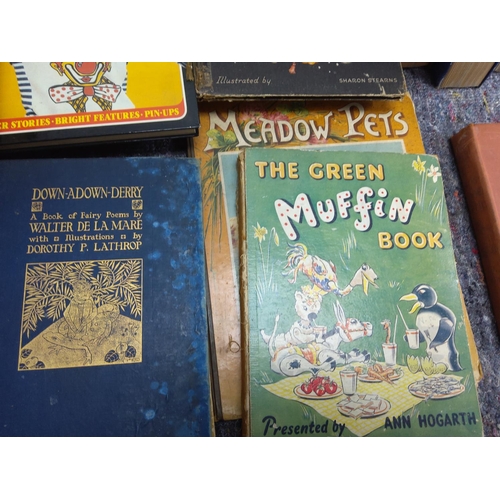 ER STORIES · BRIGHT FEATURES · PIN-UPS
Illustrated by SHARON STEARNS
MEADOW PETS
DOWN-ADOWN-DERRY
A Book of Fairy Poems by
WALTER DE LA MARE
with Illustrations by
DOROTHY P. LATHROP
THE GREEN
Muffin
BOOK
Presented by ANN HOGARTH